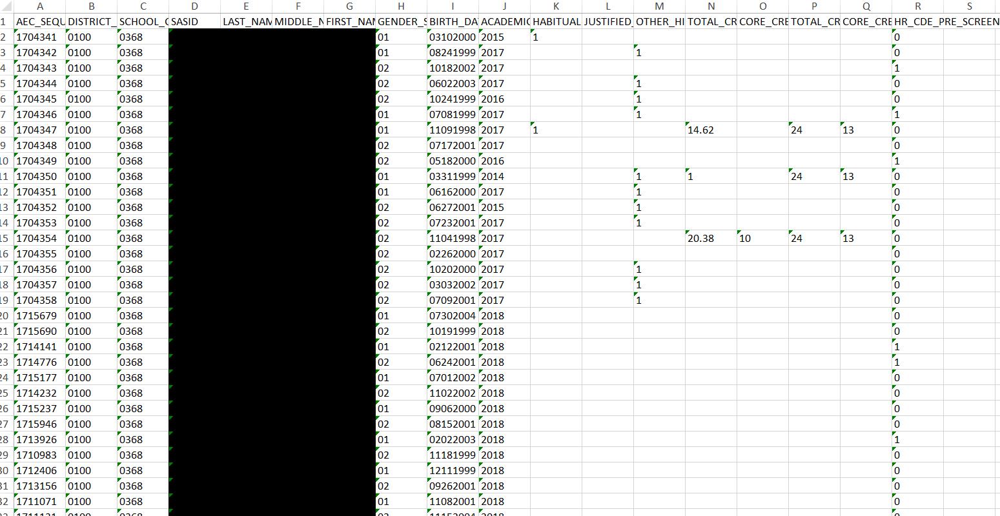 A B C D E F G H I J K L M N O P Q R S
1 AEC_SEQU DISTRICT_ SCHOOL_C SASID LAST_NAM MIDDLE_N FIRST_NAM GENDER_S BIRTH_DA ACADEMIC HABITUAL JUSTIFIED_ OTHER_HI TOTAL_CR CORE_CRE TOTAL_CR CORE_CRE HR_CDE_PRE_SCREEN
2 1704341 0100 0368 01 03102000 2015 1 0
3 1704342 0100 0368 01 08241999 2017 1 0
4 1704343 0100 0368 02 10182002 2017 1
5 1704344 0100 0368 02 06022003 2017 1 0
6 1704345 0100 0368 02 10241999 2016 1 0
7 1704346 0100 0368 01 07081999 2017 1 1
8 1704347 0100 0368 01 11091998 2017 1 14.62 24 13 0
9 1704348 0100 0368 02 07172001 2017 0
10 1704349 0100 0368 02 05182000 2016 1
11 1704350 0100 0368 01 03311999 2014 1 1 24 13 0
12 1704351 0100 0368 01 06162000 2017 1 0
13 1704352 0100 0368 02 06272001 2015 1 0
14 1704353 0100 0368 02 07232001 2017 1 0
15 1704354 0100 0368 02 11041998 2017 20.38 10 24 13 0
16 1704355 0100 0368 02 02262000 2017 0
17 1704356 0100 0368 02 10202000 2017 1 0
18 1704357 0100 0368 02 03032002 2017 1 0
19 1704358 0100 0368 02 07092001 2017 1 0
20 1715679 0100 0368 01 07302004 2018 0
21 1715690 0100 0368 02 10191999 2018 0
22 1714141 0100 0368 01 02122001 2018 1
23 1714776 0100 0368 02 06242001 2018 1
24 1715177 0100 0368 01 07012002 2018 0
25 1714232 0100 0368 02 11022002 2018 0
26 1715237 0100 0368 01 09062000 2018 0
27 1715946 0100 0368 02 08152001 2018 0
28 1713926 0100 0368 01 02022003 2018 1
29 1710983 0100 0368 02 11181999 2018 0
30 1712406 0100 0368 01 12111999 2018 0
31 1713156 0100 0368 02 09262001 2018 0
32 1711071 0100 0368 01 11082001 2018 0